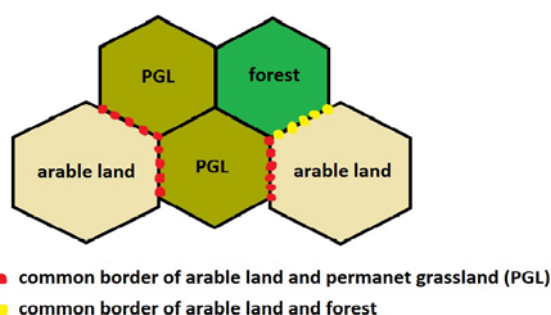 PGL
forest
arable land
PGL
arable land
common border of arable land and permanet grassland (PGL)
common border of arable land and forest